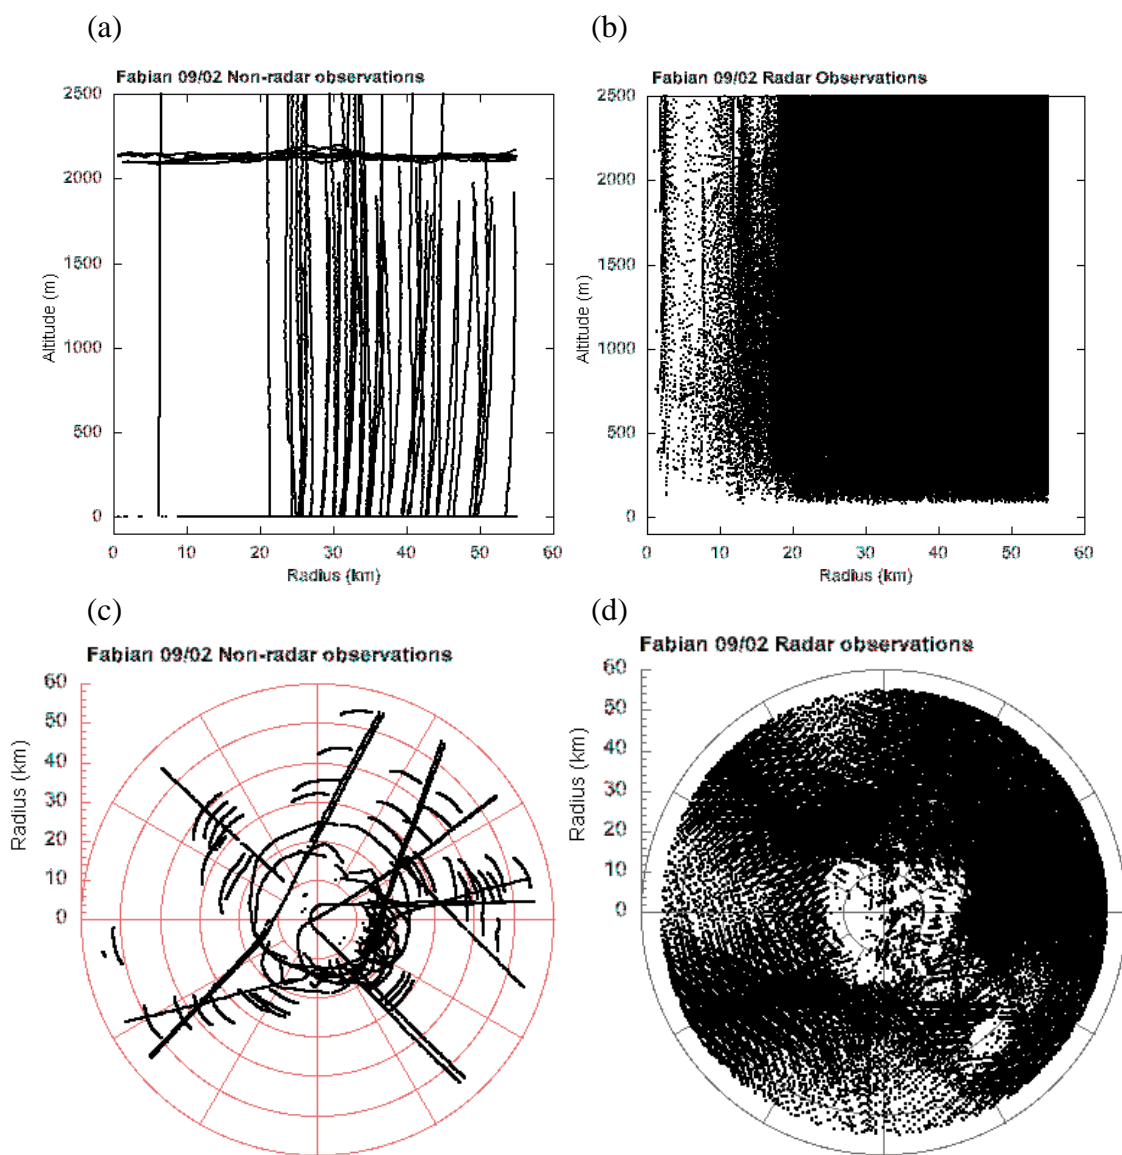 (a)
(b)
Fabian 09/02 Non-radar observations
Fabian 09/02 Radar Observations
2500
2000
1500
1000
500
0
Altitude (m)
0 10 20 30 40 50 60
Radius (km)
2500
2000
1500
1000
500
0
Altitude (m)
0 10 20 30 40 50 60
Radius (km)
(c)
(d)
Fabian 09/02 Non-radar observations
Fabian 09/02 Radar observations
60
50
40
30
20
10
0
Radius (km)
60
50
40
30
20
10
0
Radius (km)